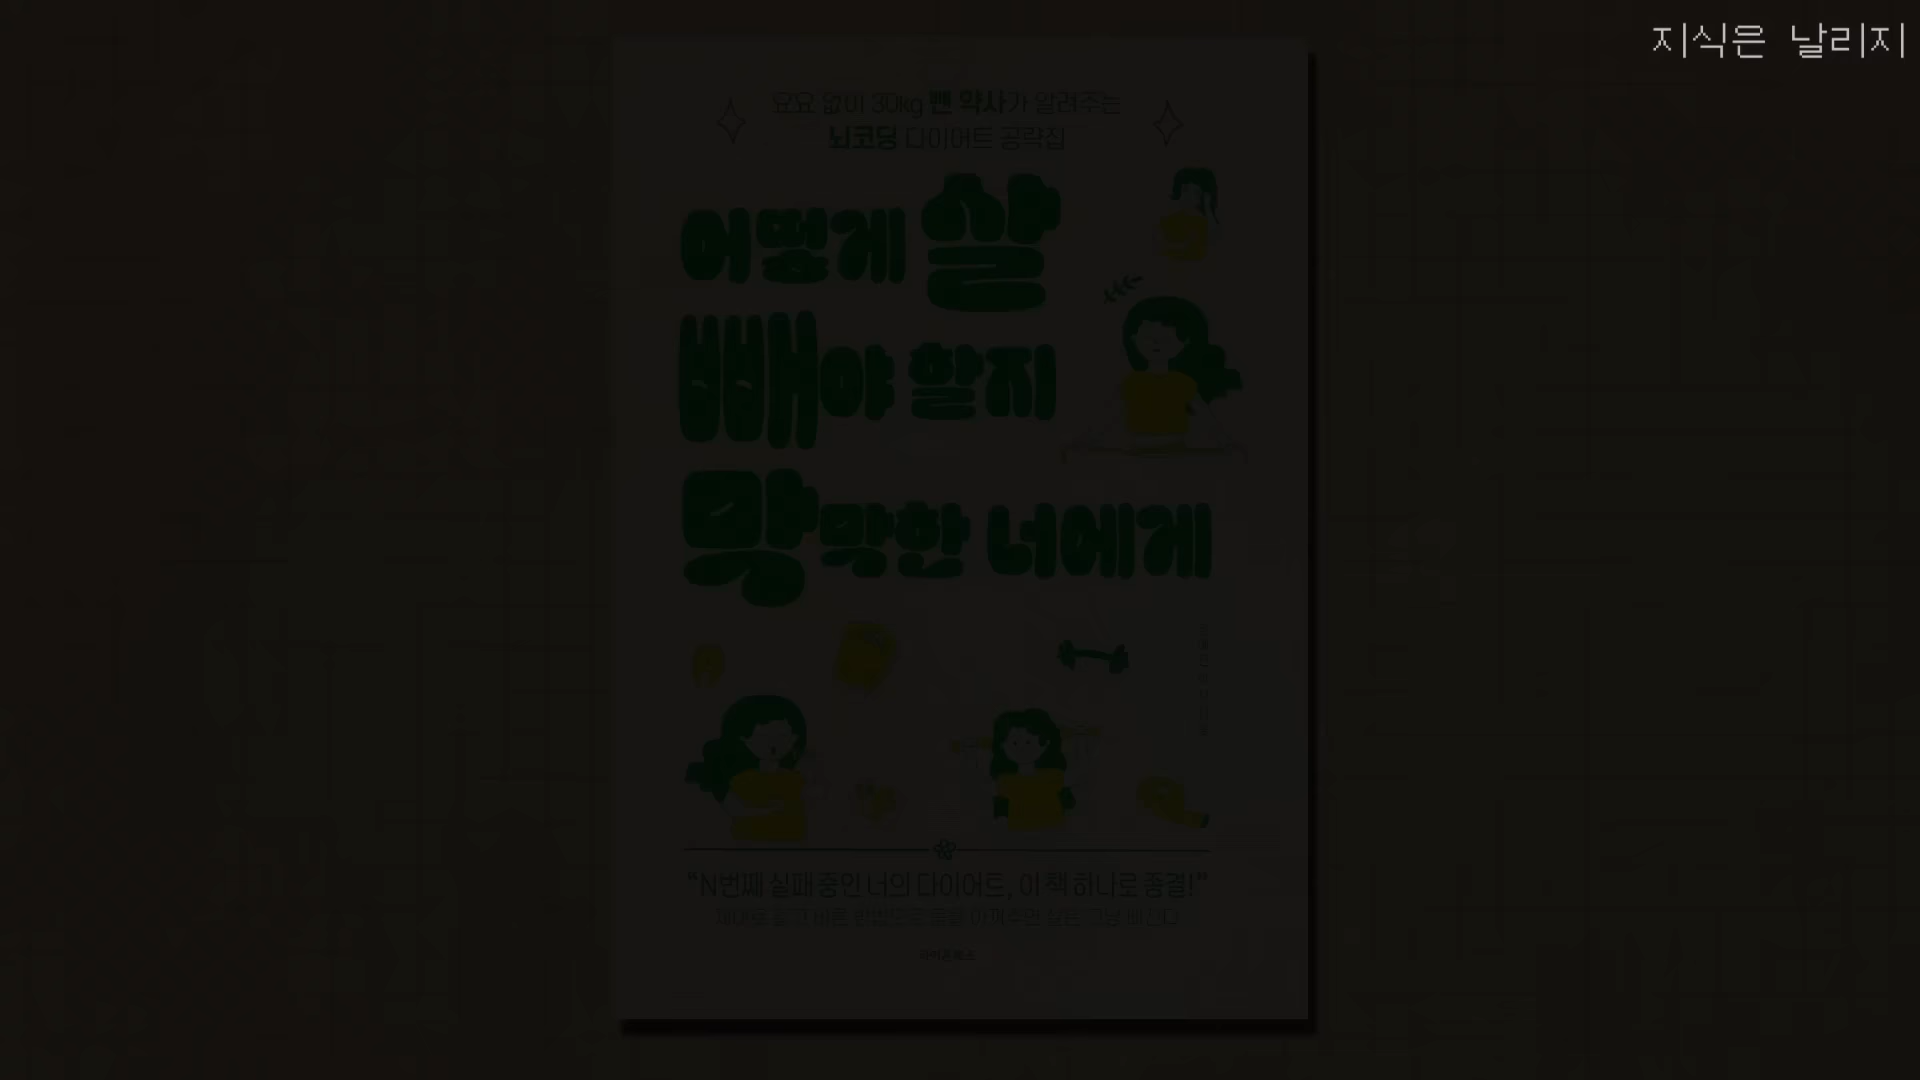 지식은 날리지
요요 없이 30kg 뺀 약사가 알려주는
뇌코딩 다이어트 공략집
어떻게 살
빼야 할지
막막한 너에게
“N번째 실패 중인 너의 다이어트, 이 책 하나로 종결!”